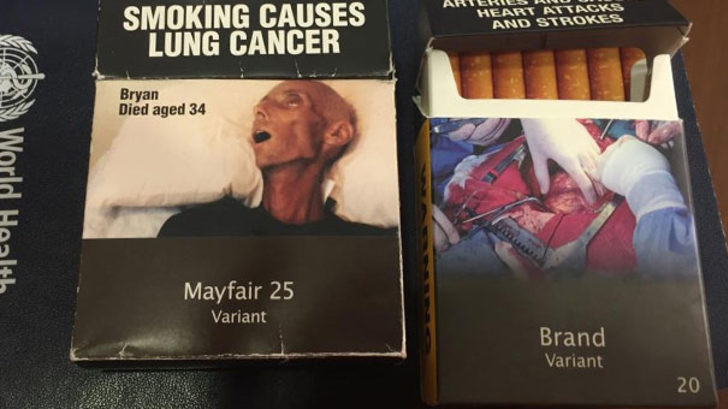 SMOKING CAUSES
LUNG CANCER
Bryan
Died aged 34
Mayfair 25
Variant
ARTERIES AND
HEART ATTACKS
AND STROKES
WARNING
Brand
Variant
20
World Health